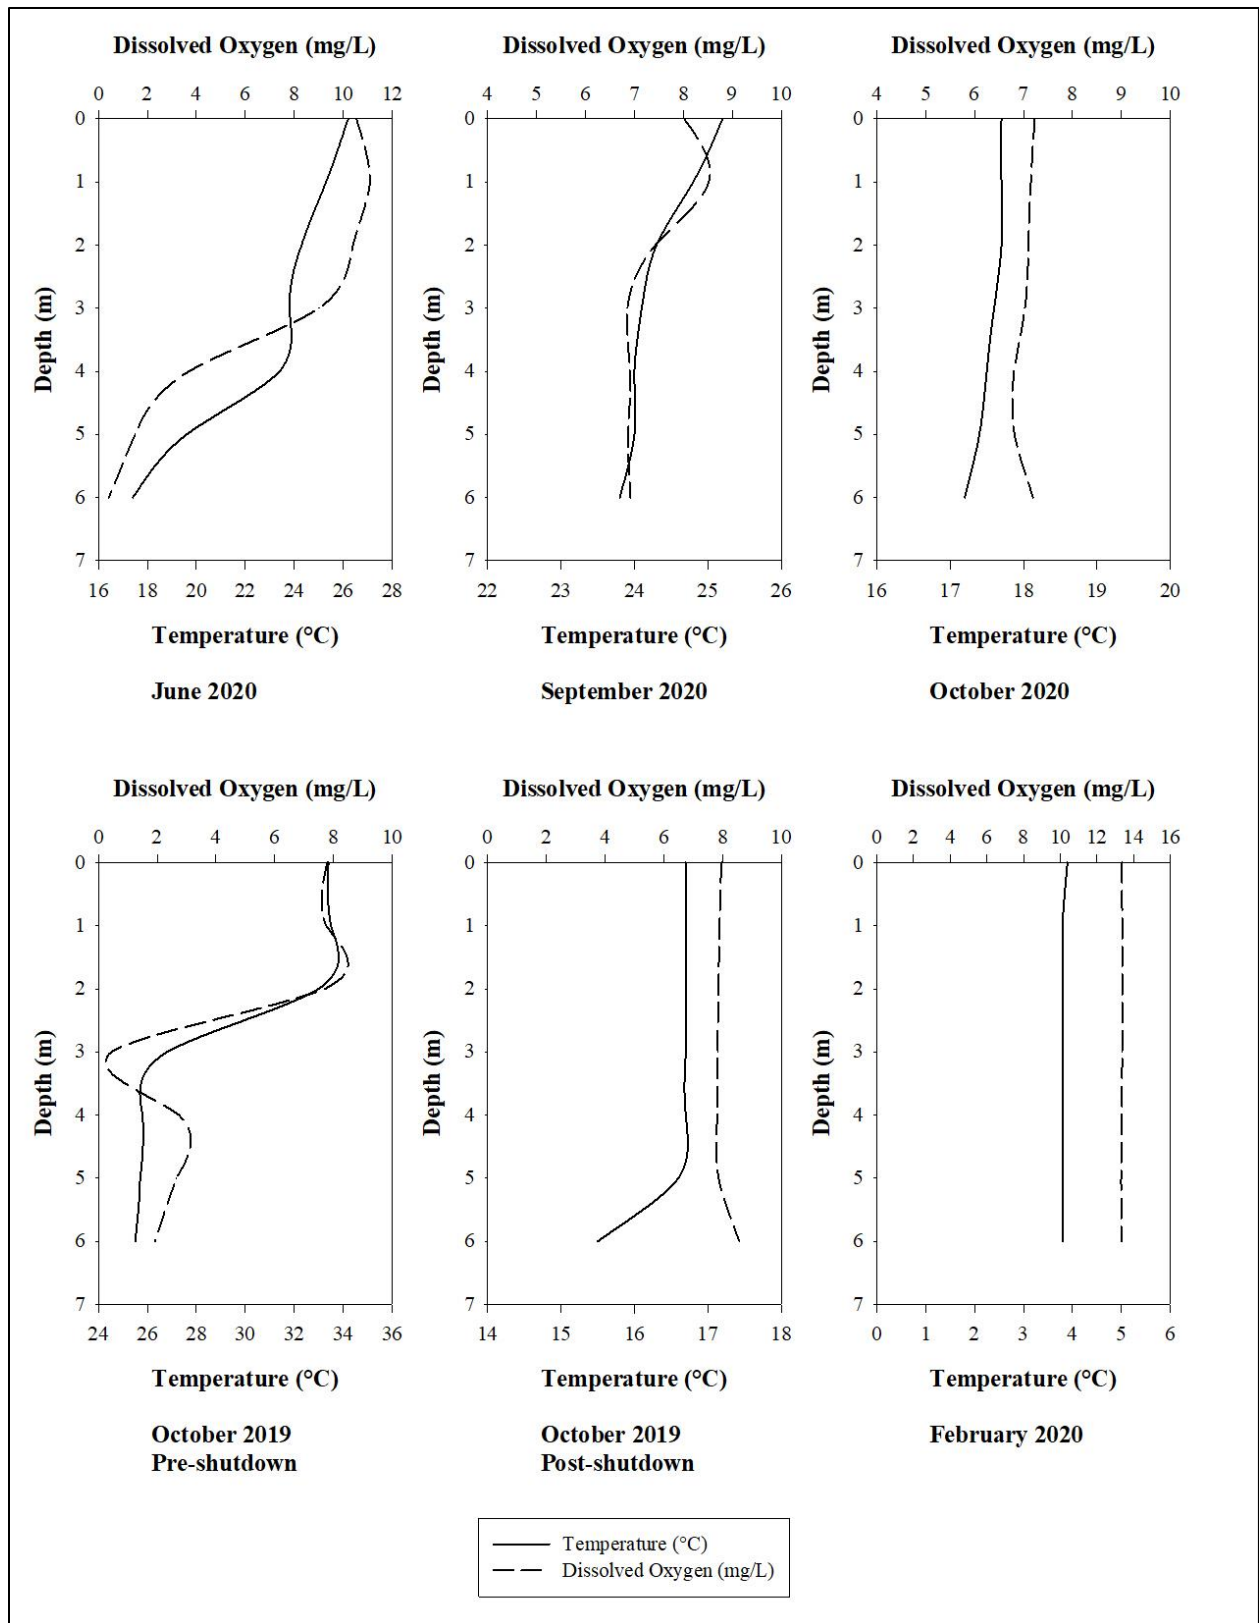 Dissolved Oxygen (mg/L) Dissolved Oxygen (mg/L) Dissolved Oxygen (mg/L)
0 2 4 6 8 10 12 4 5 6 7 8 9 10 4 5 6 7 8 9 10
0 0 0
1 1 1
2 2 2
3 3 3
Depth (m) Depth (m) Depth (m)
4 4 4
5 5 5
6 6 6
7 7 7
16 18 20 22 24 26 28 22 23 24 25 26 16 17 18 19 20
Temperature (°C) Temperature (°C) Temperature (°C)
June 2020 September 2020 October 2020
Dissolved Oxygen (mg/L) Dissolved Oxygen (mg/L) Dissolved Oxygen (mg/L)
0 2 4 6 8 10 0 2 4 6 8 10 0 2 4 6 8 10 12 14 16
0 0 0
1 1 1
2 2 2
3 3 3
Depth (m) Depth (m) Depth (m)
4 4 4
5 5 5
6 6 6
7 7 7
24 26 28 30 32 34 36 14 15 16 17 18 0 1 2 3 4 5 6
Temperature (°C) Temperature (°C) Temperature (°C)
October 2019 October 2019 February 2020
Pre-shutdown Post-shutdown
Temperature (°C)
Dissolved Oxygen (mg/L)